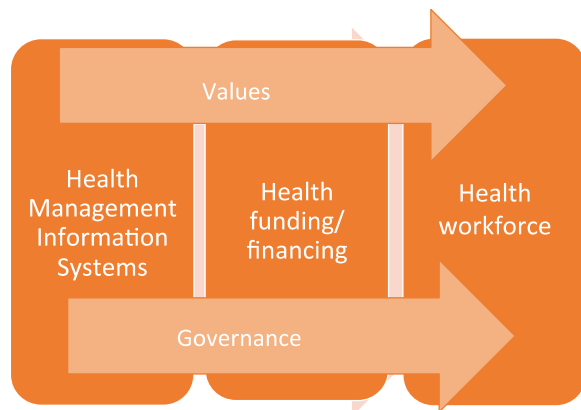 Values
Health
Management
Information
Systems
Health
funding/
financing
Health
workforce
Governance